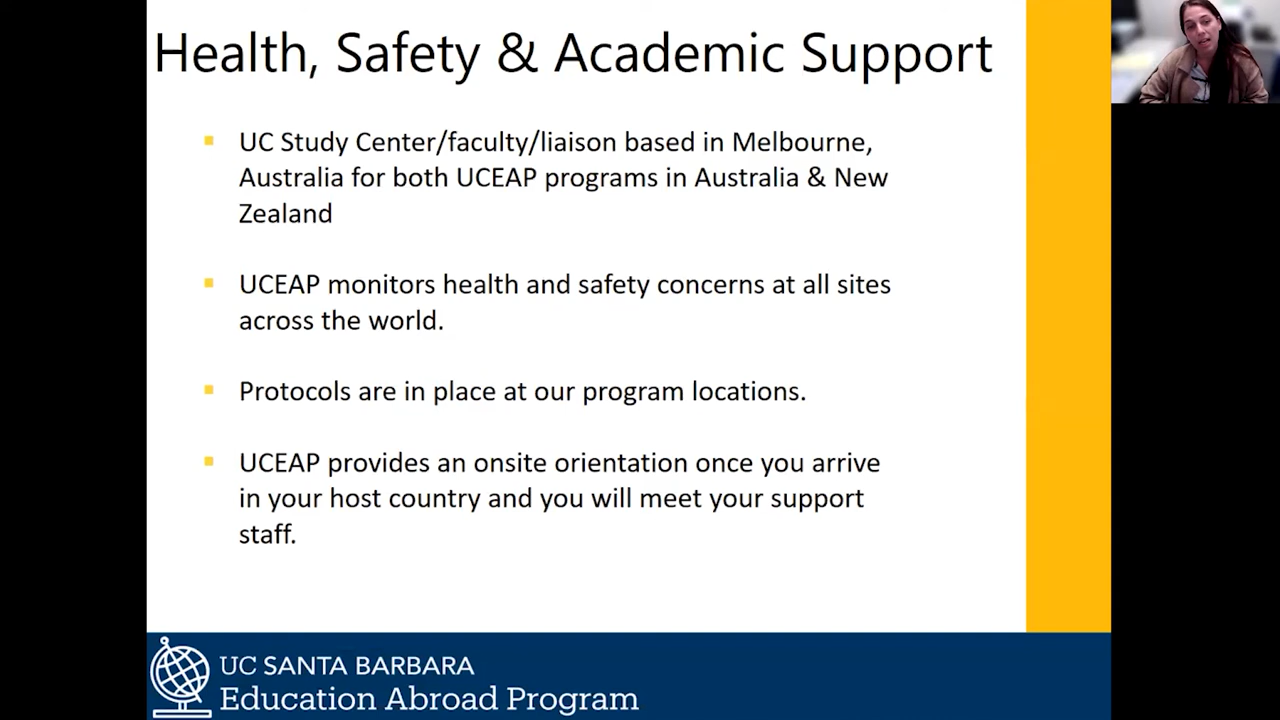 Health, Safety & Academic Support
UC Study Center/faculty/liaison based in Melbourne,
Australia for both UCEAP programs in Australia & New
Zealand
UCEAP monitors health and safety concerns at all sites
across the world.
Protocols are in place at our program locations.
UCEAP provides an onsite orientation once you arrive
in your host country and you will meet your support
staff.
UC SANTA BARBARA
Education Abroad Program